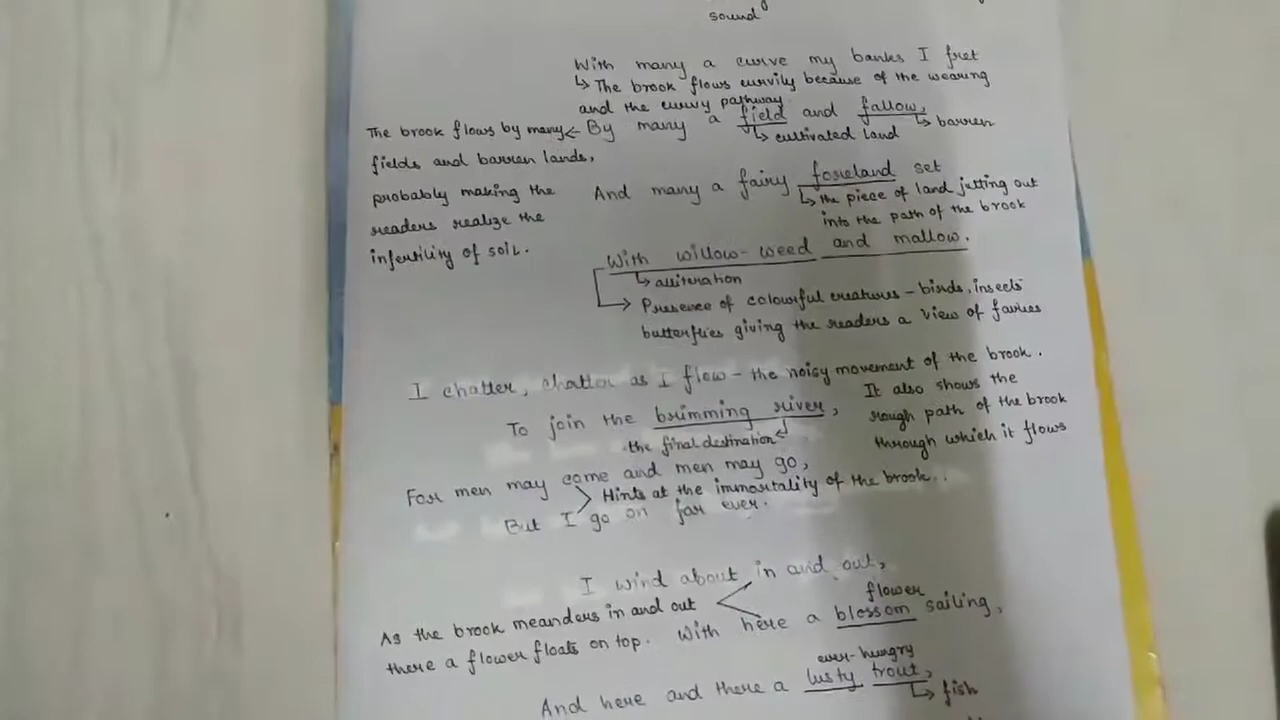 sound
With many a curve my banks I fret
↳ The brook flows curvily because of the wearing
and the curvy pathway.
The brook flows by many ← By many a field and fallow,
↳ cultivated land ↳ barren
fields and barren lands,
probably making the
readers realize the
infertility of soil.
And many a fairy foreland set
↳ the piece of land jutting out
into the path of the brook
With willow-weed and mallow.
↳ alliteration
→ Presence of colourful creatures - birds, insects
butterflies giving the readers a view of fairies
I chatter, chatter as I flow - the noisy movement of the brook.
It also shows the
rough path of the brook
through which it flows
To join the brimming river,
the final destination
For men may come and men may go,
Hints at the immortality of the brook..
But I go on for ever.
I wind about in and out,
As the brook meanders in and out
there a flower floats on top.
flower
With here a blossom sailing,
ever-hungry
And here and there a lusty trout,
↳ fish